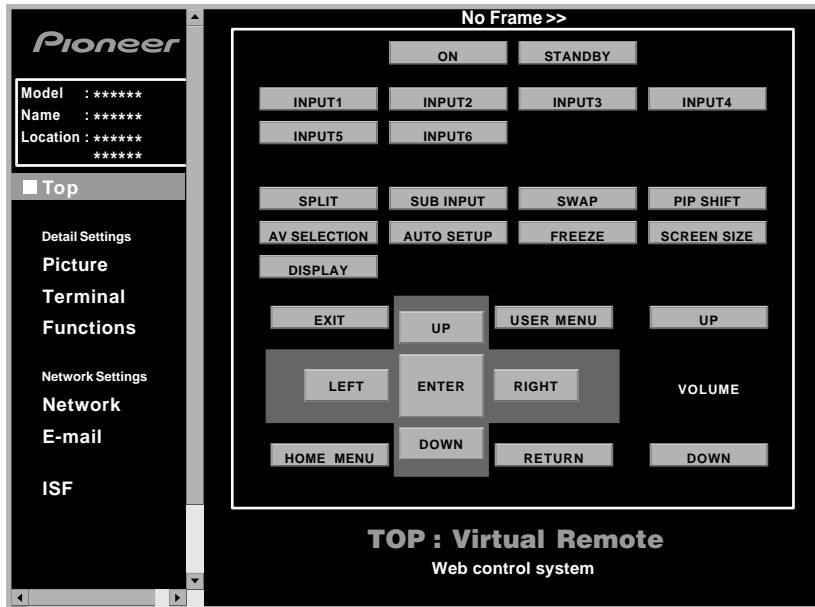 No Frame >>
Pioneer
Model : ******
Name : ******
Location : ******
******
Top
Detail Settings
Picture
Terminal
Functions
Network Settings
Network
E-mail
ISF
ON STANDBY
INPUT1 INPUT2 INPUT3 INPUT4
INPUT5 INPUT6
SPLIT SUB INPUT SWAP PIP SHIFT
AV SELECTION AUTO SETUP FREEZE SCREEN SIZE
DISPLAY
EXIT UP USER MENU UP
LEFT ENTER RIGHT VOLUME
HOME MENU DOWN RETURN DOWN
TOP : Virtual Remote
Web control system